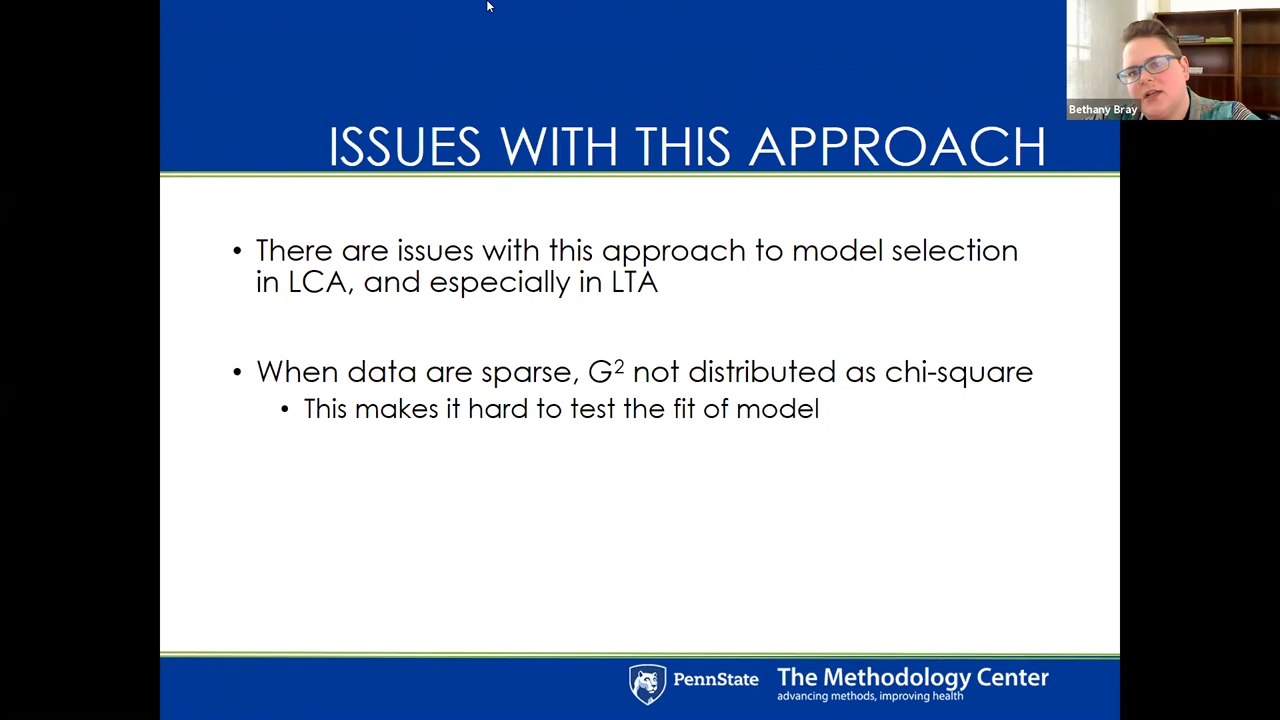 Bethany Bray
ISSUES WITH THIS APPROACH
• There are issues with this approach to model selection
in LCA, and especially in LTA
• When data are sparse, G² not distributed as chi-square
• This makes it hard to test the fit of model
PennState
The Methodology Center
advancing methods, improving health